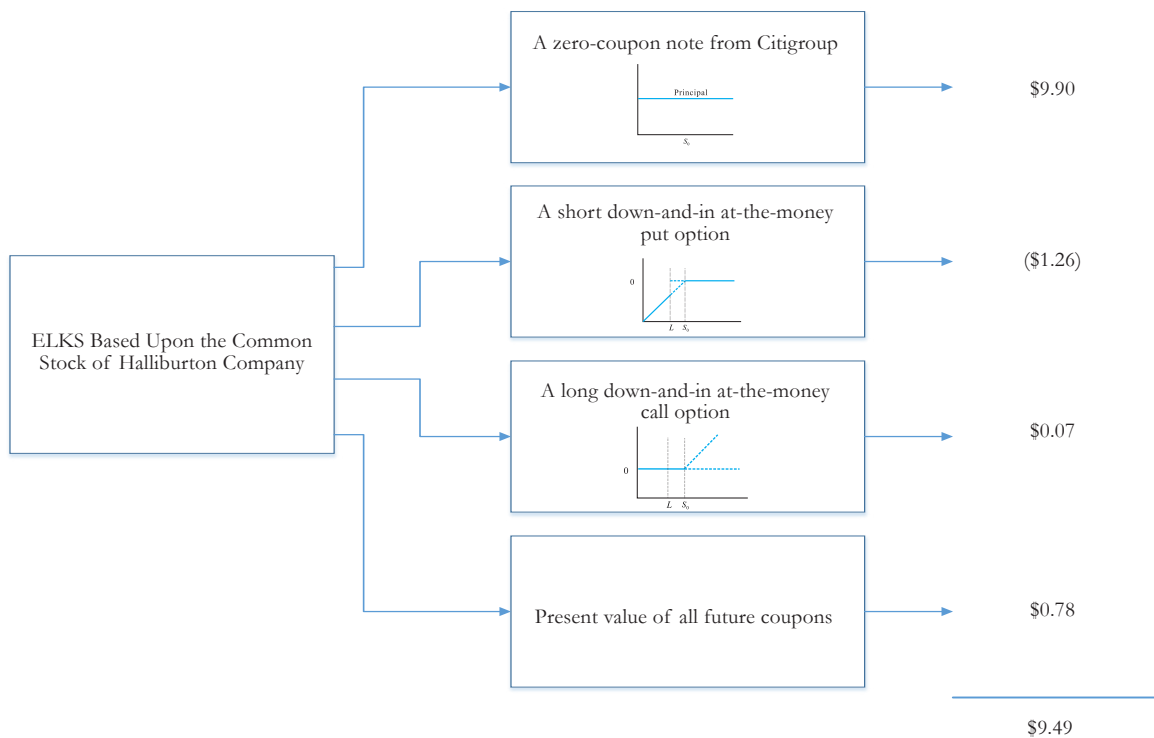 A zero-coupon note from Citigroup
Principal
S₀
$9.90
A short down-and-in at-the-money
put option
0
L
S₀
($1.26)
ELKS Based Upon the Common
Stock of Halliburton Company
A long down-and-in at-the-money
call option
0
L
S₀
$0.07
Present value of all future coupons
$0.78
$9.49